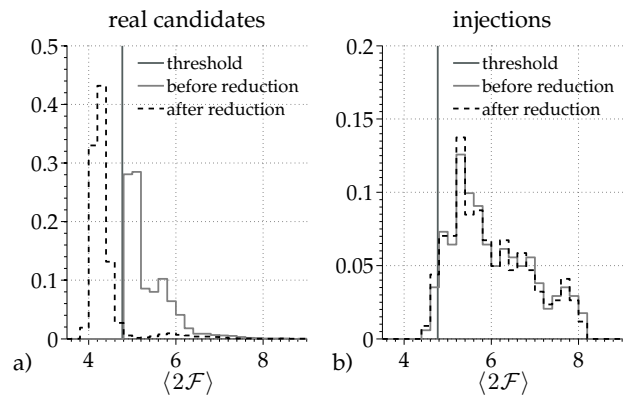 real candidates
0.5
0.4
0.3
0.2
0.1
0
4
6
8
threshold
before reduction
after reduction
a)
⟨2ℱ⟩
injections
0.2
0.15
0.1
0.05
0
4
6
8
threshold
before reduction
after reduction
b)
⟨2ℱ⟩